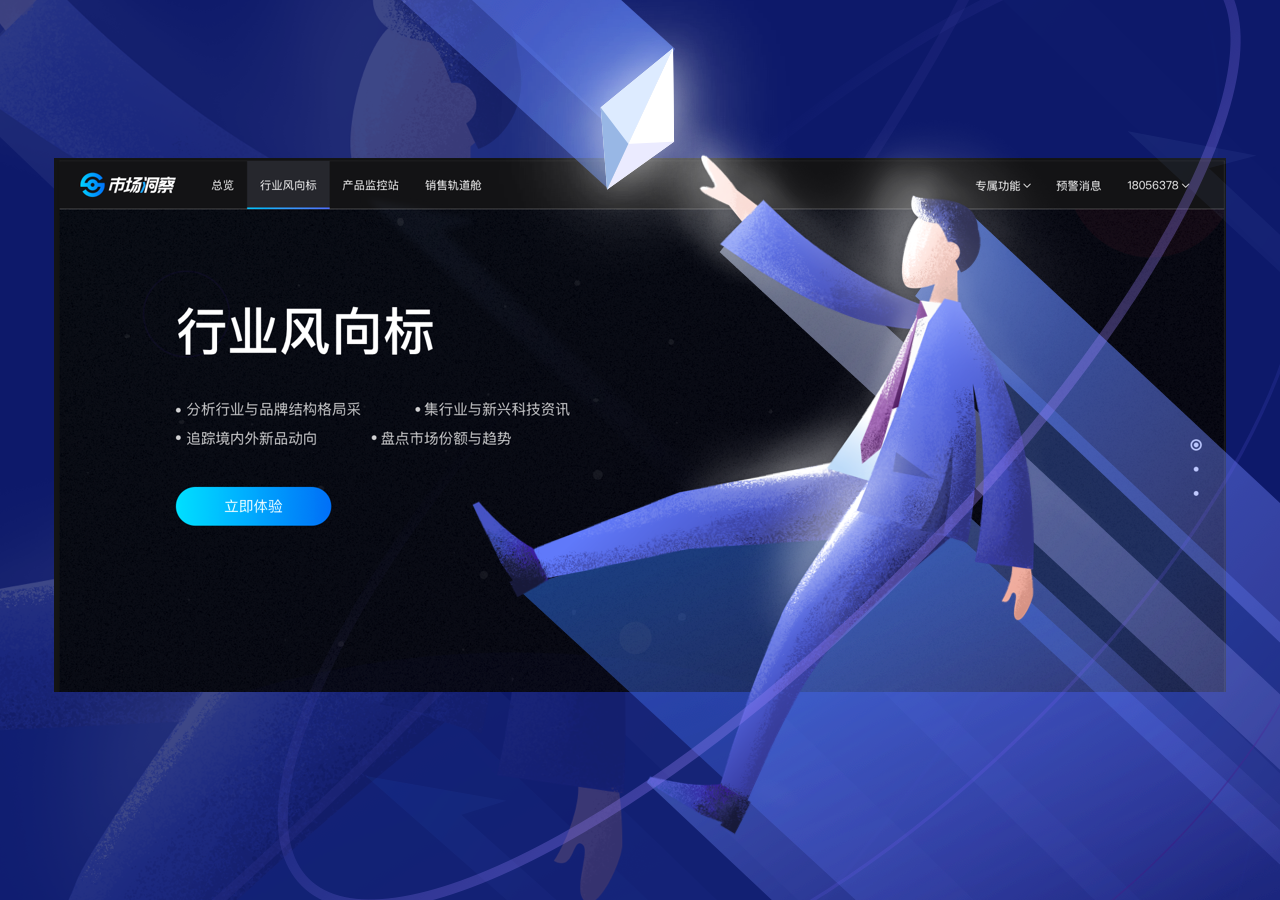 市场洞察 总览 行业风向标 产品监控站 销售轨道舱 专属功能 预警消息 18056378
行业风向标
• 分析行业与品牌结构格局采 • 集行业与新兴科技资讯
• 追踪境内外新品动向 • 盘点市场份额与趋势
立即体验